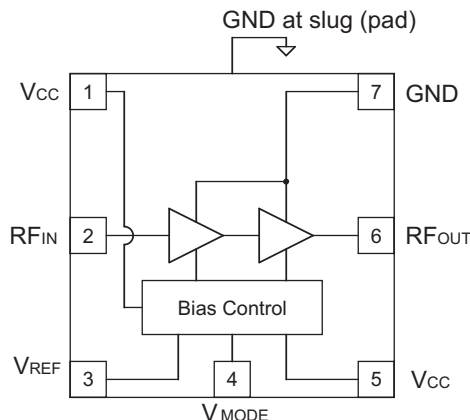 GND at slug (pad)
VCC 1
7 GND
RFIN 2
6 RFOUT
Bias Control
VREF 3
4
5 VCC
VMODE